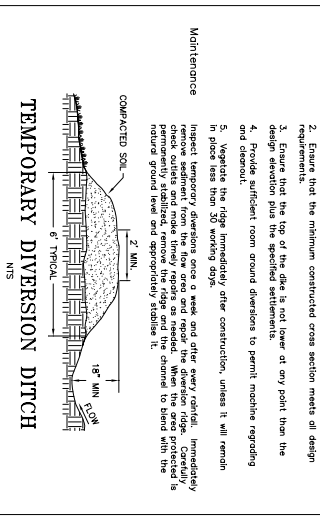 2. Ensure that the minimum constructed cross section meets all design
requirements.
3. Ensure that the top of the dike is not lower at any point than the
design elevation plus the specified settlements.
4. Provide sufficient room around diversions to permit machine regrading
and cleanout.
5. Vegetate the ridge immediately after construction, unless it will remain
in place less than 30 working days.
Maintenance
Inspect temporary diversions once a week and after every rainfall. Immediately
remove sediment from the flow area and repair the diversion ridge. Carefully
check outlets and make timely repairs as needed. When the area protected is
permanently stabilized, remove the ridge and the channel to blend with the
natural ground level and appropriately stabilise it.
COMPACTED SOIL
2' MIN.
18" MIN
FLOW
6' TYPICAL
TEMPORARY DIVERSION DITCH
NTS